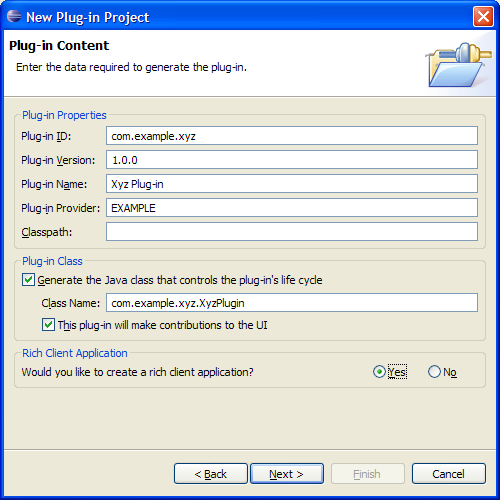 New Plug-in Project
Plug-in Content
Enter the data required to generate the plug-in.
Plug-in Properties
Plug-in ID: com.example.xyz
Plug-in Version: 1.0.0
Plug-in Name: Xyz Plug-in
Plug-in Provider: EXAMPLE
Classpath:
Plug-in Class
Generate the Java class that controls the plug-in's life cycle
Class Name: com.example.xyz.XyzPlugin
This plug-in will make contributions to the UI
Rich Client Application
Would you like to create a rich client application? Yes No
< Back Next > Finish Cancel